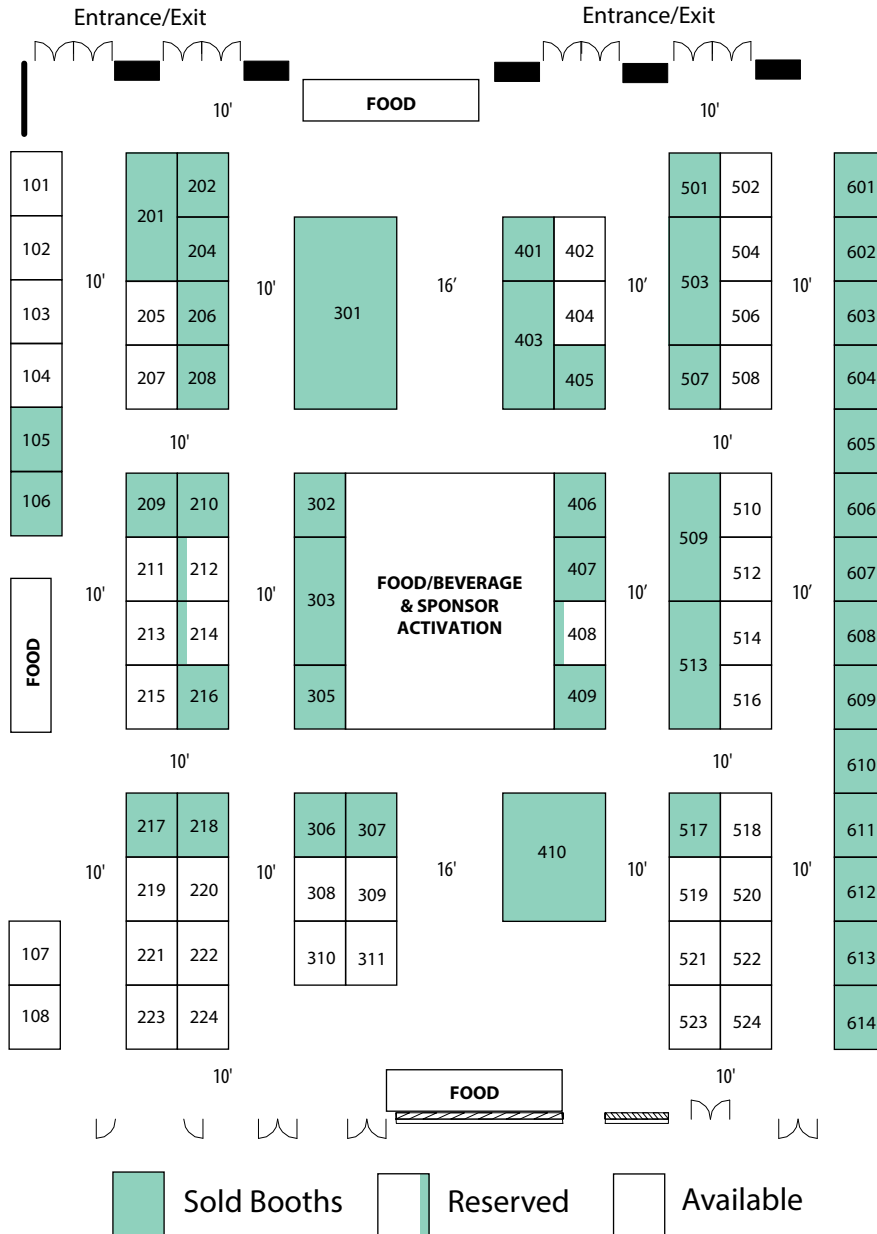 Entrance/Exit Entrance/Exit
FOOD
10' 10'
101 202 501 502 601
201
102 204 401 402 504 602
10' 10' 16' 10' 503 10'
301
103 205 206 404 506 603
403
104 207 208 405 507 508 604
105 10' 10' 605
106 209 210 302 406 510 606
509
211 212 407 512 607
10' 10' 303 FOOD/BEVERAGE 10' 10'
& SPONSOR
ACTIVATION
FOOD 213 214 408 514 608
513
215 216 305 409 516 609
10' 10' 610
217 218 306 307 517 518 611
410
10' 10' 16' 10' 10'
219 220 308 309 519 520 612
107 221 222 310 311 521 522 613
108 223 224 523 524 614
10' 10'
FOOD
Sold Booths Reserved Available